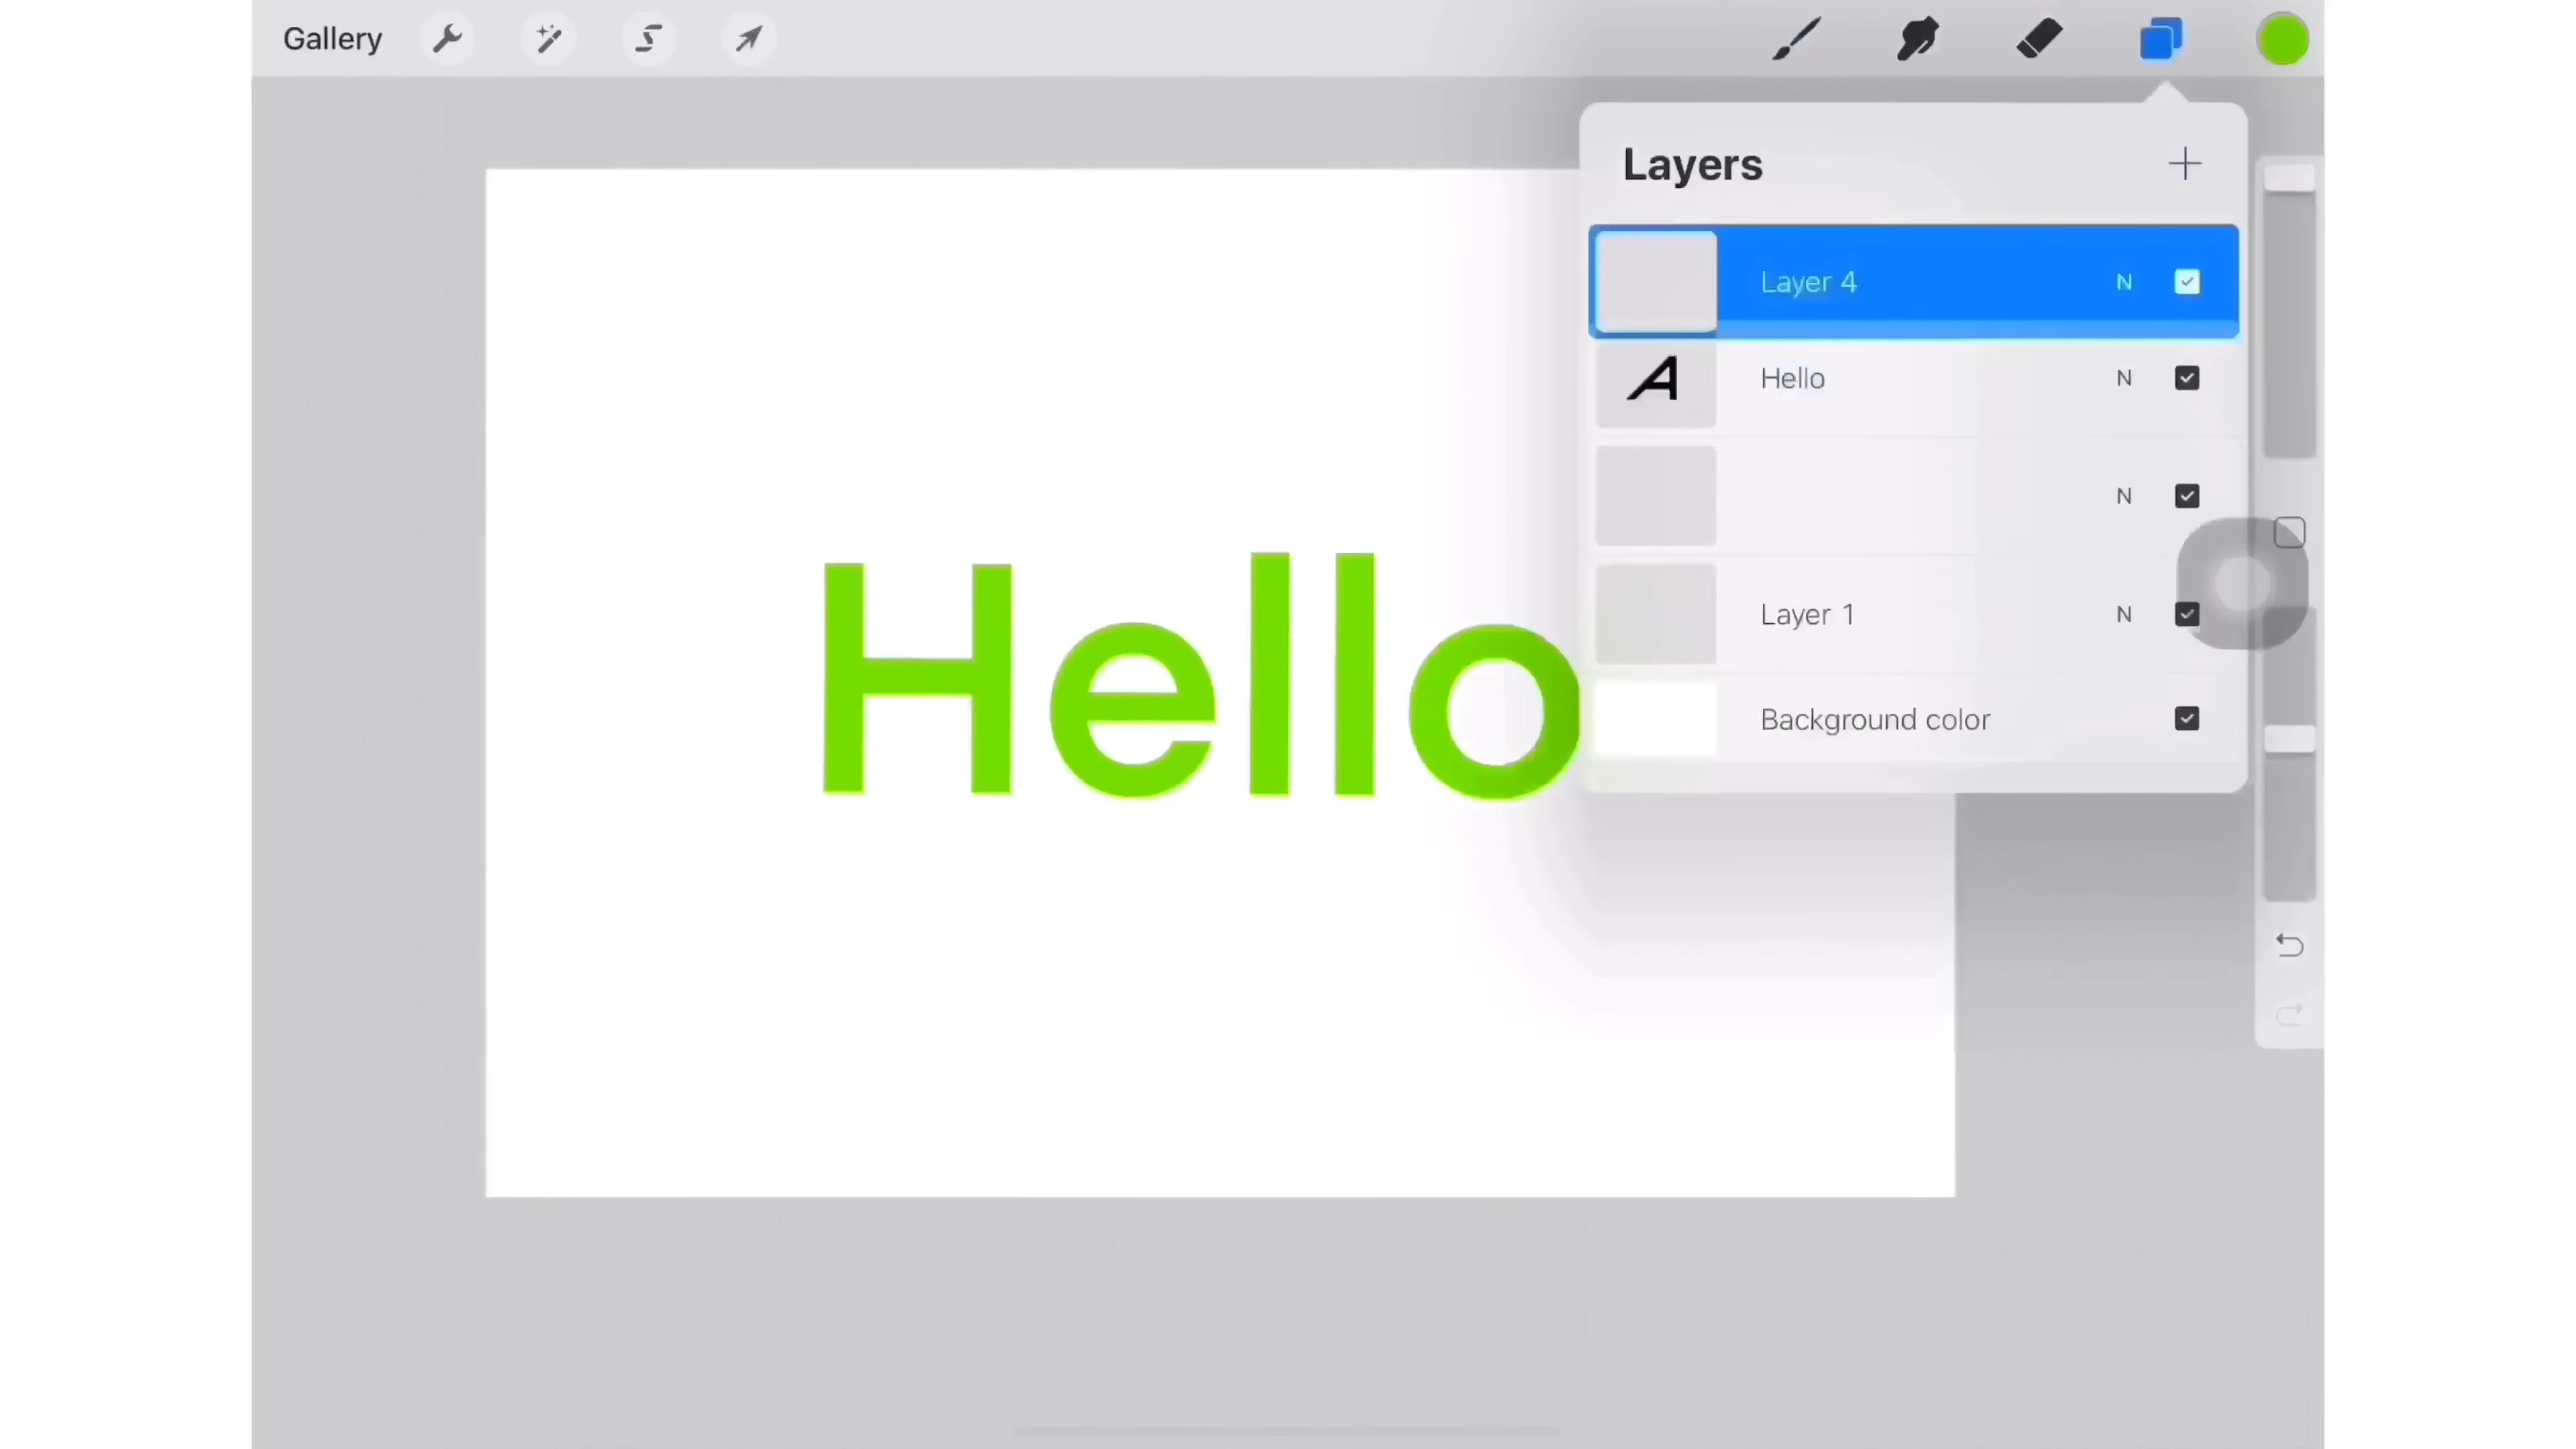 Gallery
Layers
Layer 4 N
A Hello N
N
Layer 1 N
Background color
Hello